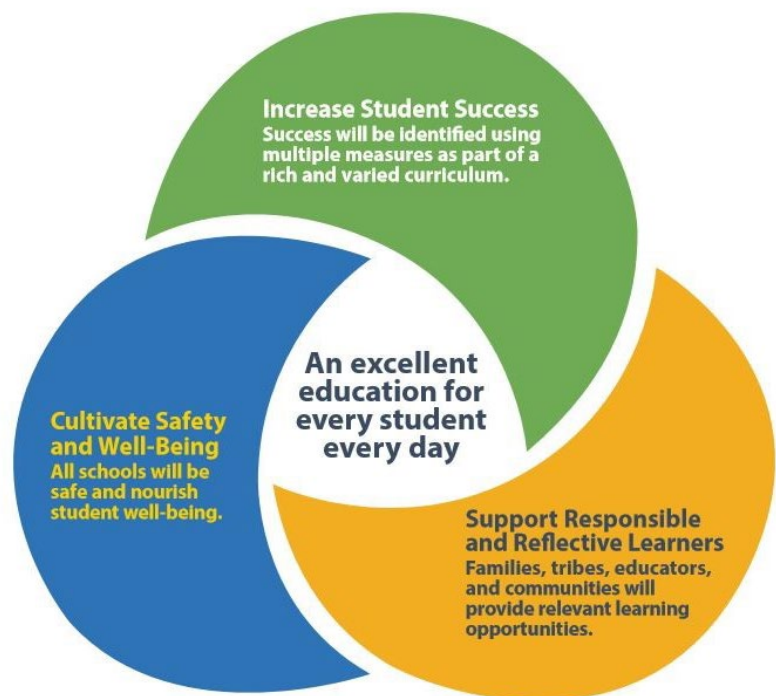 Increase Student Success
Success will be identified using
multiple measures as part of a
rich and varied curriculum.
An excellent
education for
every student
every day
Cultivate Safety
and Well-Being
All schools will be
safe and nourish
student well-being.
Support Responsible
and Reflective Learners
Families, tribes, educators,
and communities will
provide relevant learning
opportunities.